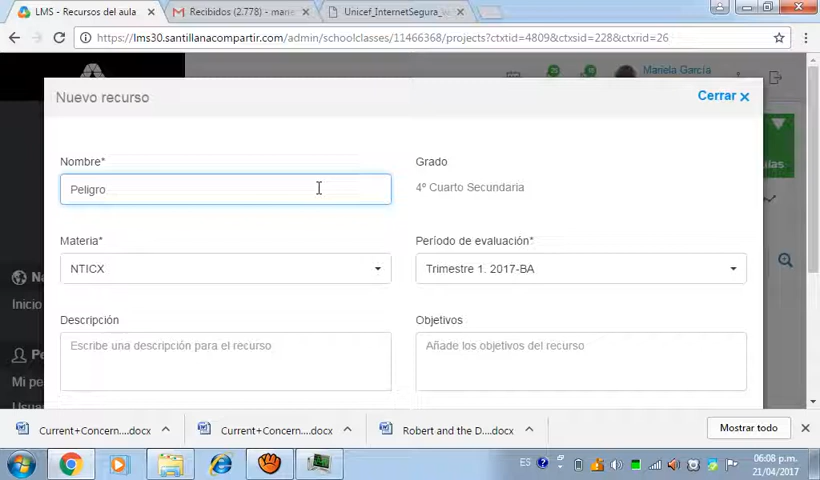 LMS - Recursos del aula
Recibidos (2.778) - mane
Unicef_InternetSegura_w
https://lms30.santillanacompartir.com/admin/schoolclasses/11466368/projects?ctxtid=4809&ctxsid=228&ctxrid=26
Mariela García
Nuevo recurso
Cerrar ×
Nombre*
Grado
Peligro
4º Cuarto Secundaria
Materia*
Período de evaluación*
NTICX
Trimestre 1. 2017-BA
Descripción
Objetivos
Escribe una descripción para el recurso
Añade los objetivos del recurso
Na
Inicio
Pe
Mi pe
Usua
Current+Concern....docx
Current+Concern....docx
Robert and the D....docx
Mostrar todo
ES
06:08 p.m.
21/04/2017